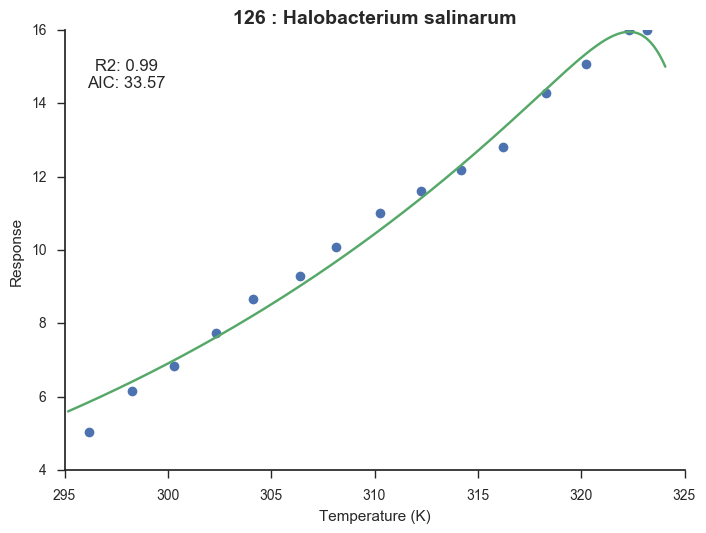 126 : Halobacterium salinarum
R2: 0.99
AIC: 33.57
Response
16
14
12
10
8
6
4
295
300
305
310
315
320
325
Temperature (K)